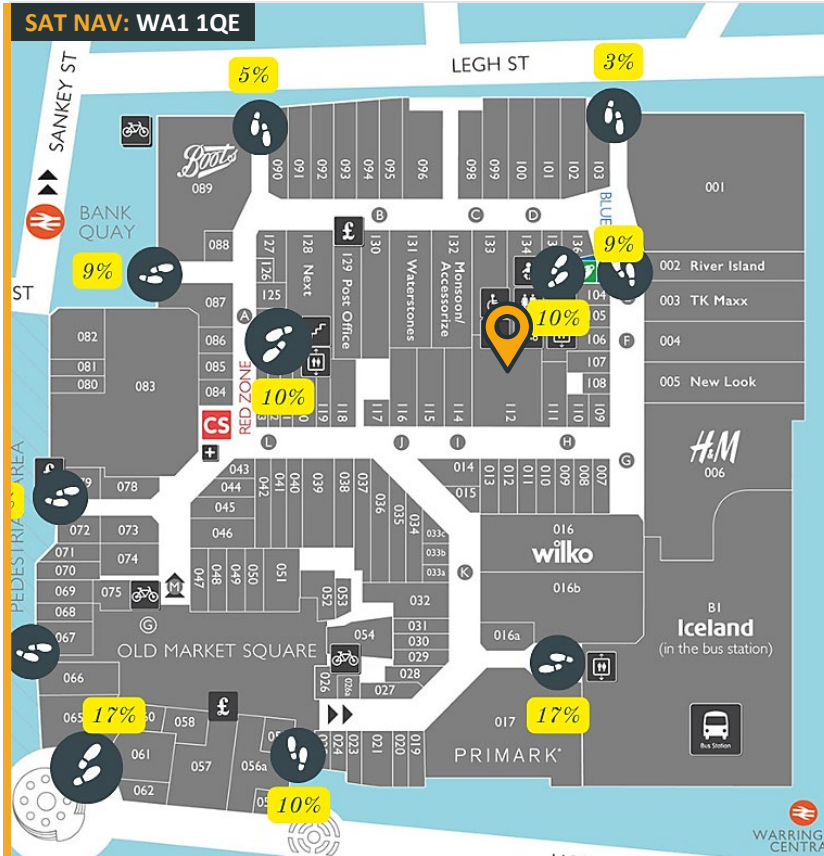 SAT NAV: WA1 1QE
5%
LEGH ST
3%
SANKEY ST
Boots
089
090
091
092
093
094
095
096
098
099
100
101
102
103
001
BANK
QUAY
088
B
C
D
BLUE
127
128
Next
£
129 Post Office
130
131
Waterstones
132
Monsoon/
Accessorize
133
134
136
9%
9%
002 River Island
126
125
087
104
003 TK Maxx
ST
A
10%
105
082
086
106
F
004
081
085
107
080
083
084
10%
108
005 New Look
CS
RED ZONE
119
118
117
116
115
114
112
111
110
109
H&M
006
L
J
I
H
G
£
078
043
044
045
046
042
041
040
039
038
037
036
035
034
014
015
013
012
011
010
009
008
007
PEDESTRIAN AREA
072
073
071
074
070
069
075
068
067
033c
033b
033a
K
016
wilko
016b
M
047
048
049
050
051
052
053
032
B1
Iceland
(in the bus station)
G
OLD MARKET SQUARE
054
031
030
029
028
027
026
026a
016a
066
065
17%
058
£
17%
061
062
057
056a
10%
024
023
021
020
019
017
PRIMARK*
Bus Station
WARRING
CENTRA